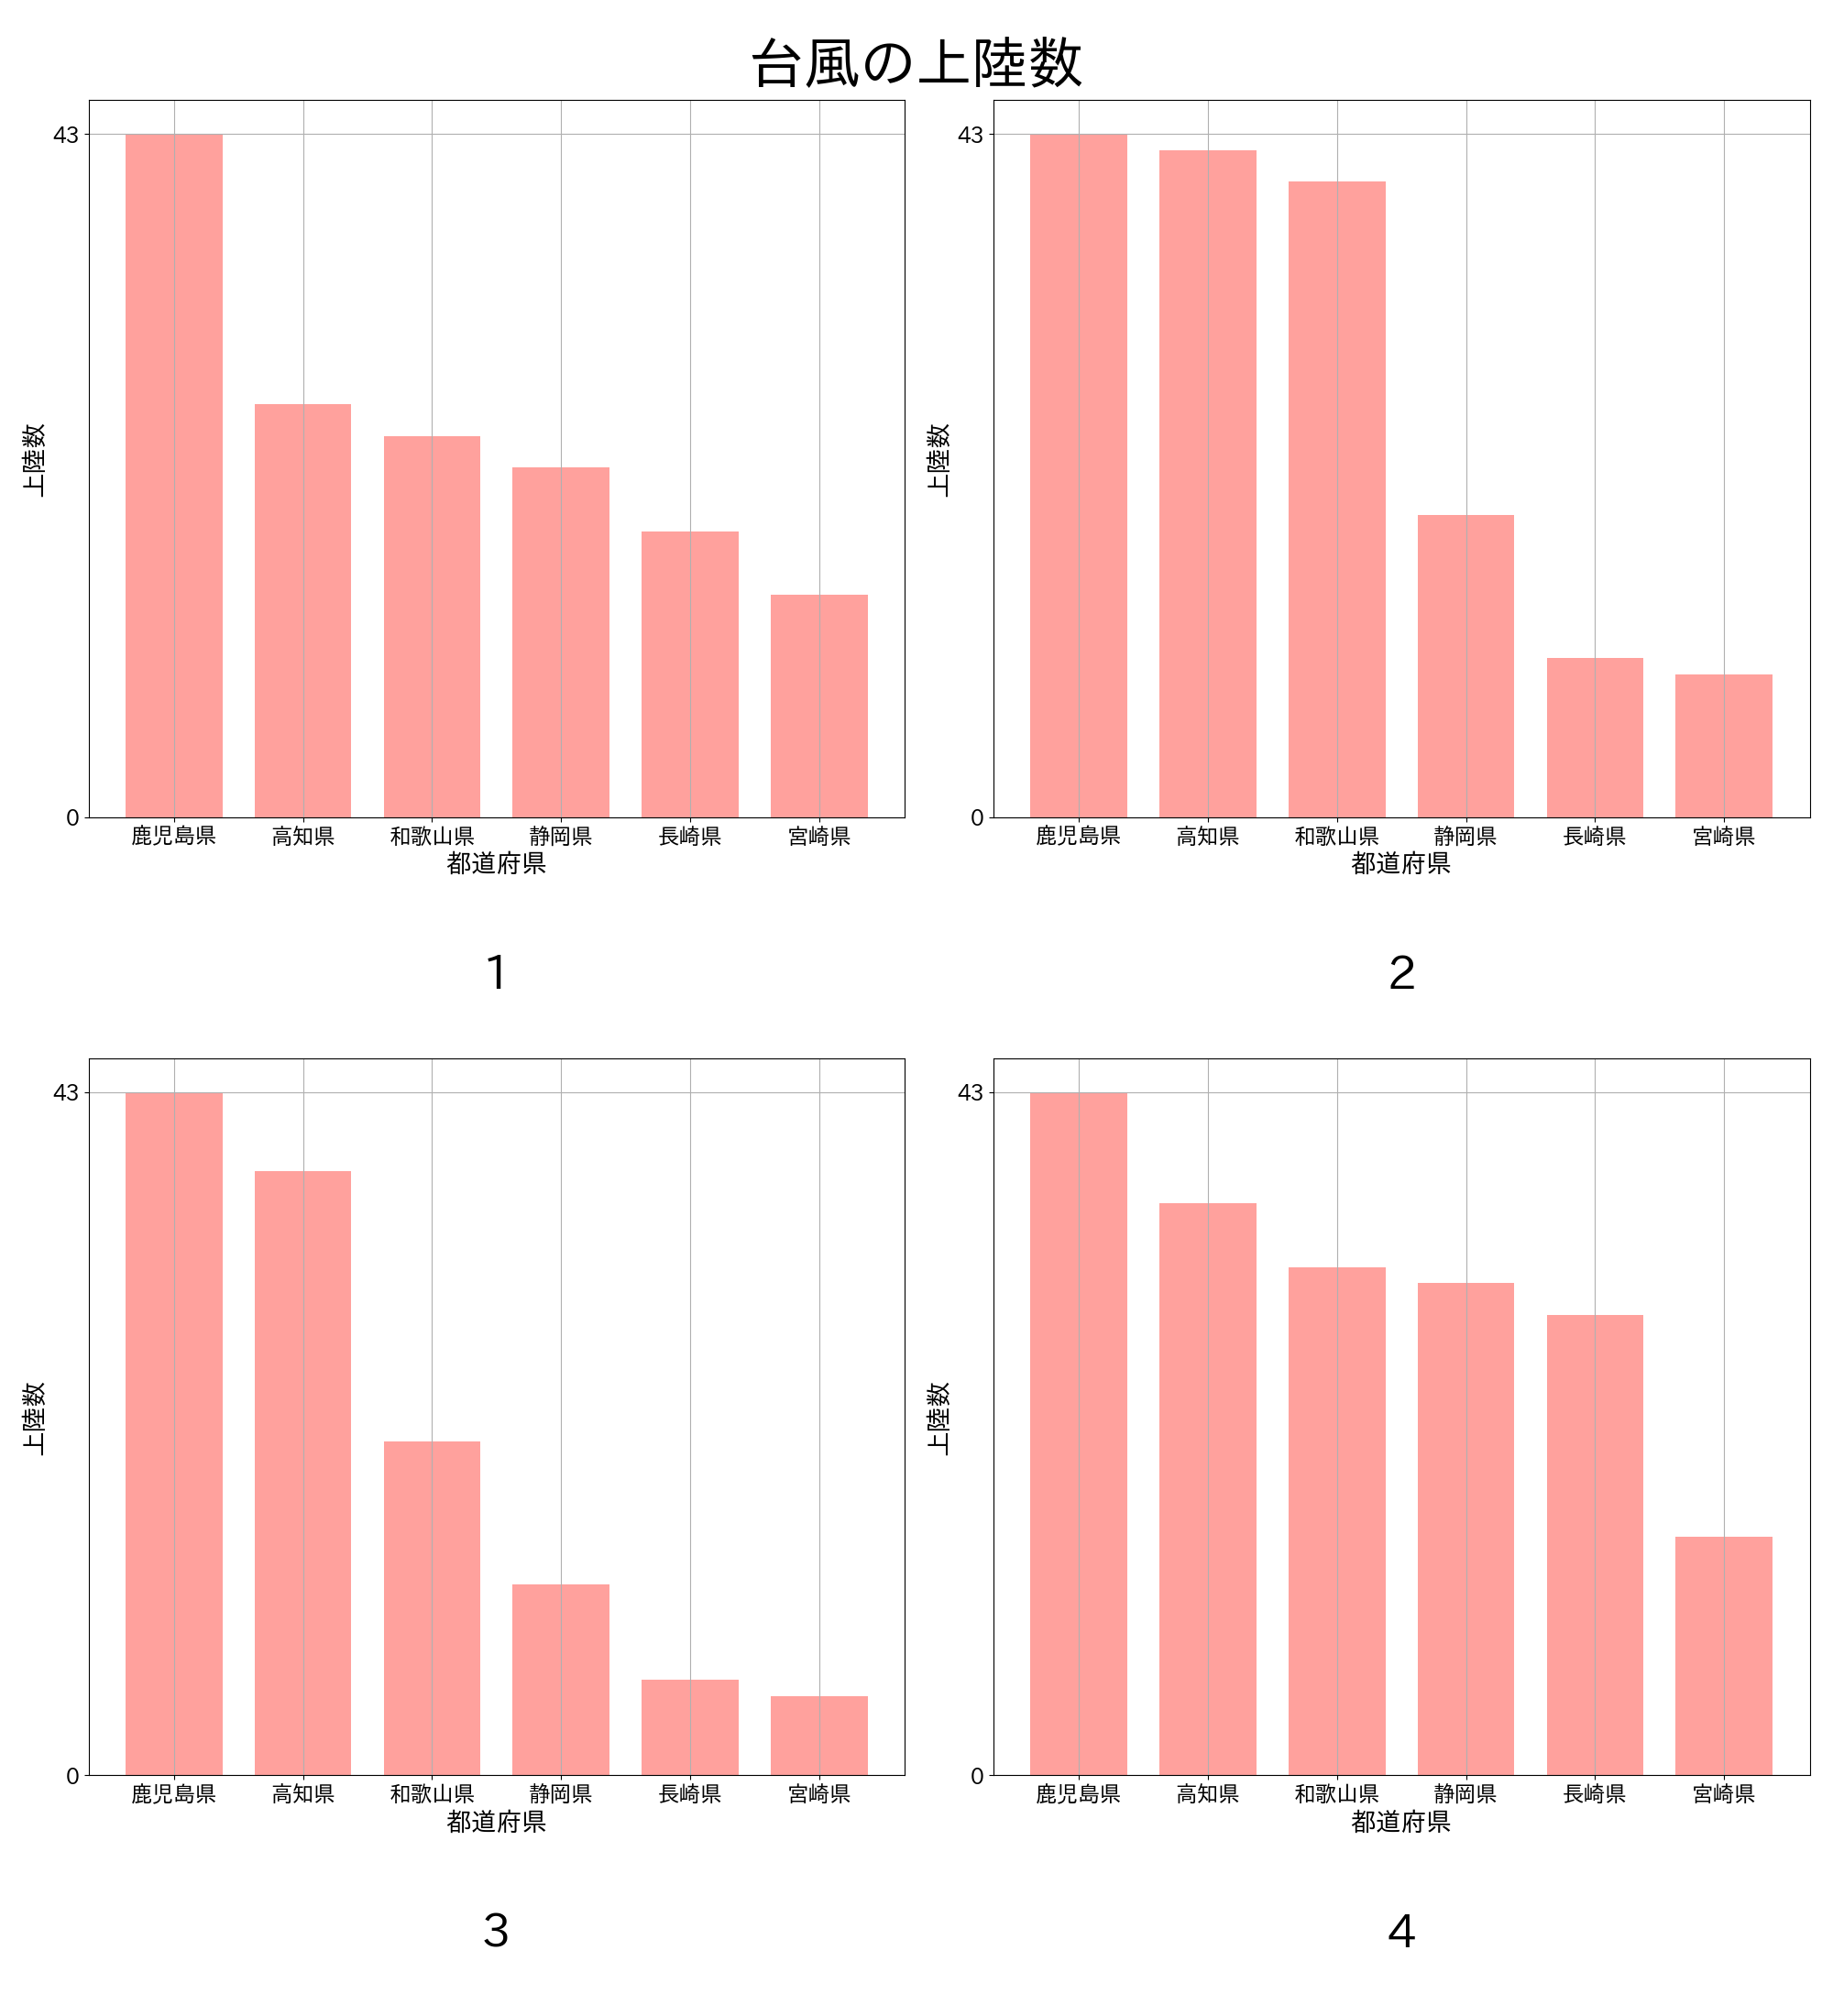 台風の上陸数
43
0
上陸数
鹿児島県 高知県 和歌山県 静岡県 長崎県 宮崎県
都道府県
1
43
0
上陸数
鹿児島県 高知県 和歌山県 静岡県 長崎県 宮崎県
都道府県
2
43
0
上陸数
鹿児島県 高知県 和歌山県 静岡県 長崎県 宮崎県
都道府県
3
43
0
上陸数
鹿児島県 高知県 和歌山県 静岡県 長崎県 宮崎県
都道府県
4